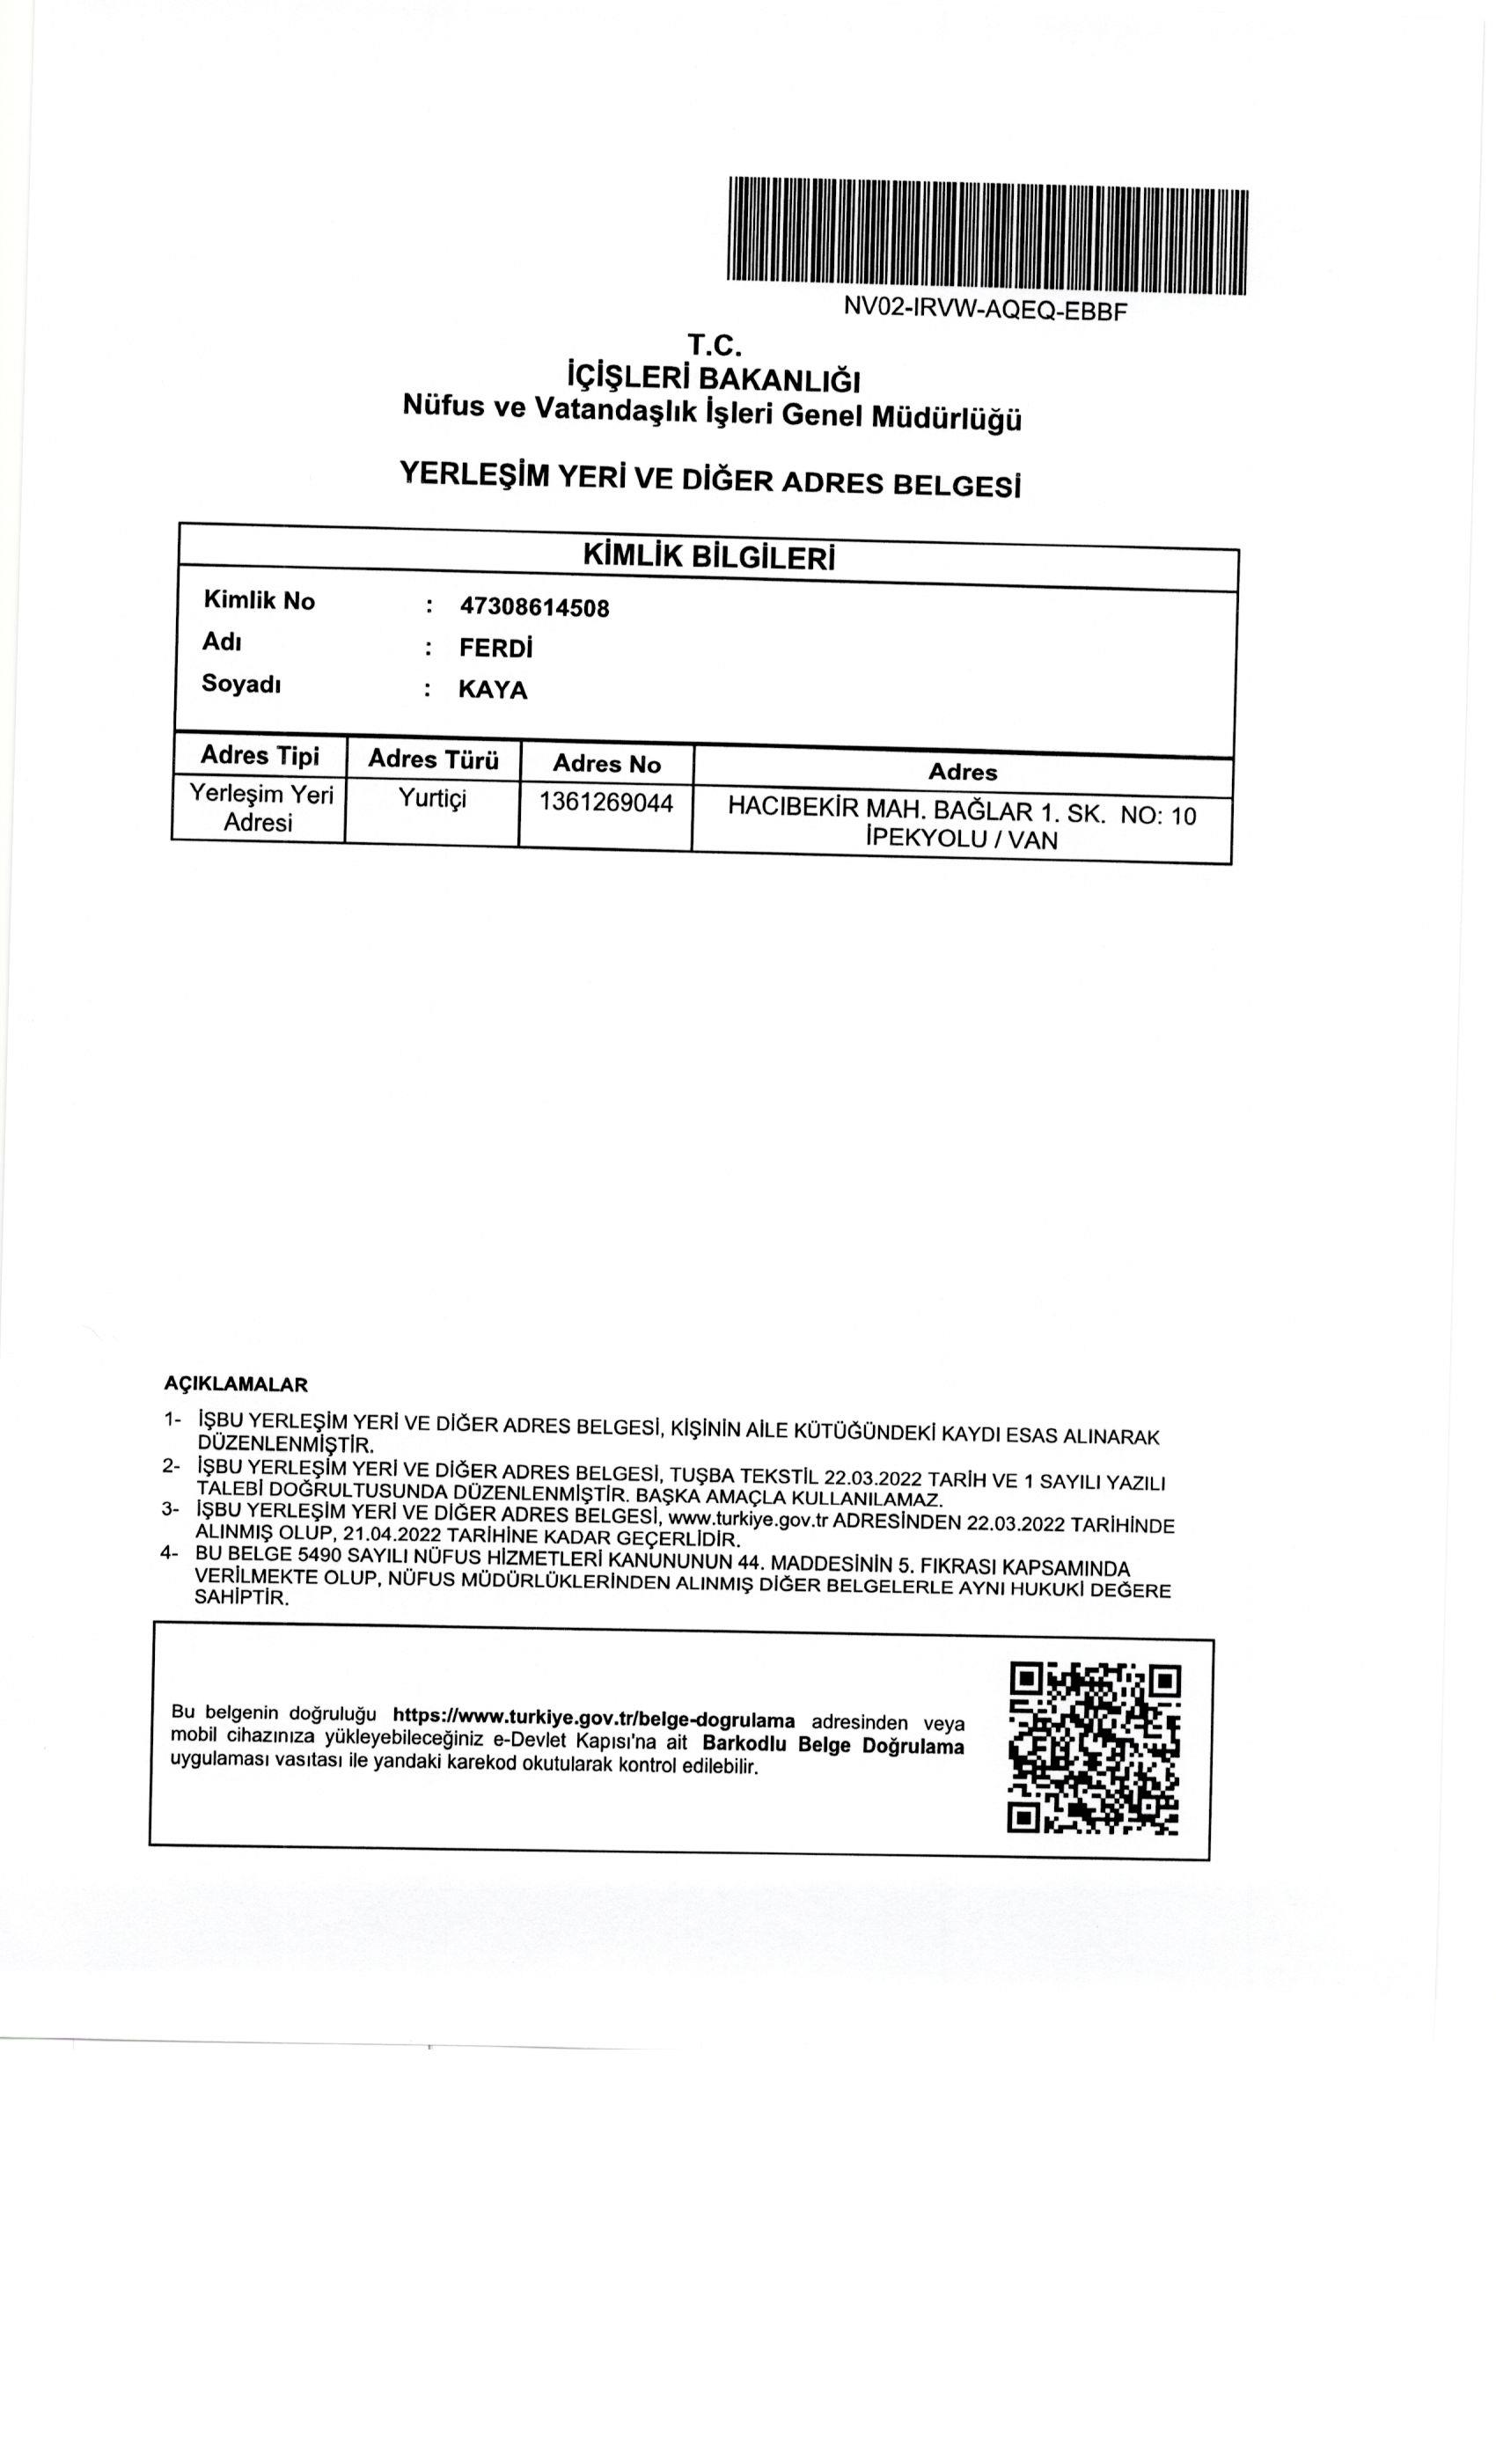 NV02-IRVW-AQEQ-EBBF
T.C.
İÇİŞLERİ BAKANLIĞI
Nüfus ve Vatandaşlık İşleri Genel Müdürlüğü
YERLEŞİM YERİ VE DİĞER ADRES BELGESİ
KİMLİK BİLGİLERİ
Kimlik No : 47308614508
Adı : FERDİ
Soyadı : KAYA
Adres Tipi Adres Türü Adres No Adres
Yerleşim Yeri Yurtiçi 1361269044 HACIBEKİR MAH. BAĞLAR 1. SK. NO: 10
Adresi İPEKYOLU / VAN
AÇIKLAMALAR
1- İŞBU YERLEŞİM YERİ VE DİĞER ADRES BELGESİ, KİŞİNİN AİLE KÜTÜĞÜNDEKİ KAYDI ESAS ALINARAK
DÜZENLENMİŞTİR.
2- İŞBU YERLEŞİM YERİ VE DİĞER ADRES BELGESİ, TUŞBA TEKSTİL 22.03.2022 TARİH VE 1 SAYILI YAZILI
TALEBİ DOĞRULTUSUNDA DÜZENLENMİŞTİR. BAŞKA AMAÇLA KULLANILAMAZ.
3- İŞBU YERLEŞİM YERİ VE DİĞER ADRES BELGESİ, www.turkiye.gov.tr ADRESİNDEN 22.03.2022 TARİHİNDE
ALINMIŞ OLUP, 21.04.2022 TARİHİNE KADAR GEÇERLİDİR.
4- BU BELGE 5490 SAYILI NÜFUS HİZMETLERİ KANUNUNUN 44. MADDESİNİN 5. FIKRASI KAPSAMINDA
VERİLMEKTE OLUP, NÜFUS MÜDÜRLÜKLERİNDEN ALINMIŞ DİĞER BELGELERLE AYNI HUKUKİ DEĞERE
SAHİPTİR.
Bu belgenin doğruluğu https://www.turkiye.gov.tr/belge-dogrulama adresinden veya
mobil cihazınıza yükleyebileceğiniz e-Devlet Kapısı'na ait Barkodlu Belge Doğrulama
uygulaması vasıtası ile yandaki karekod okutularak kontrol edilebilir.